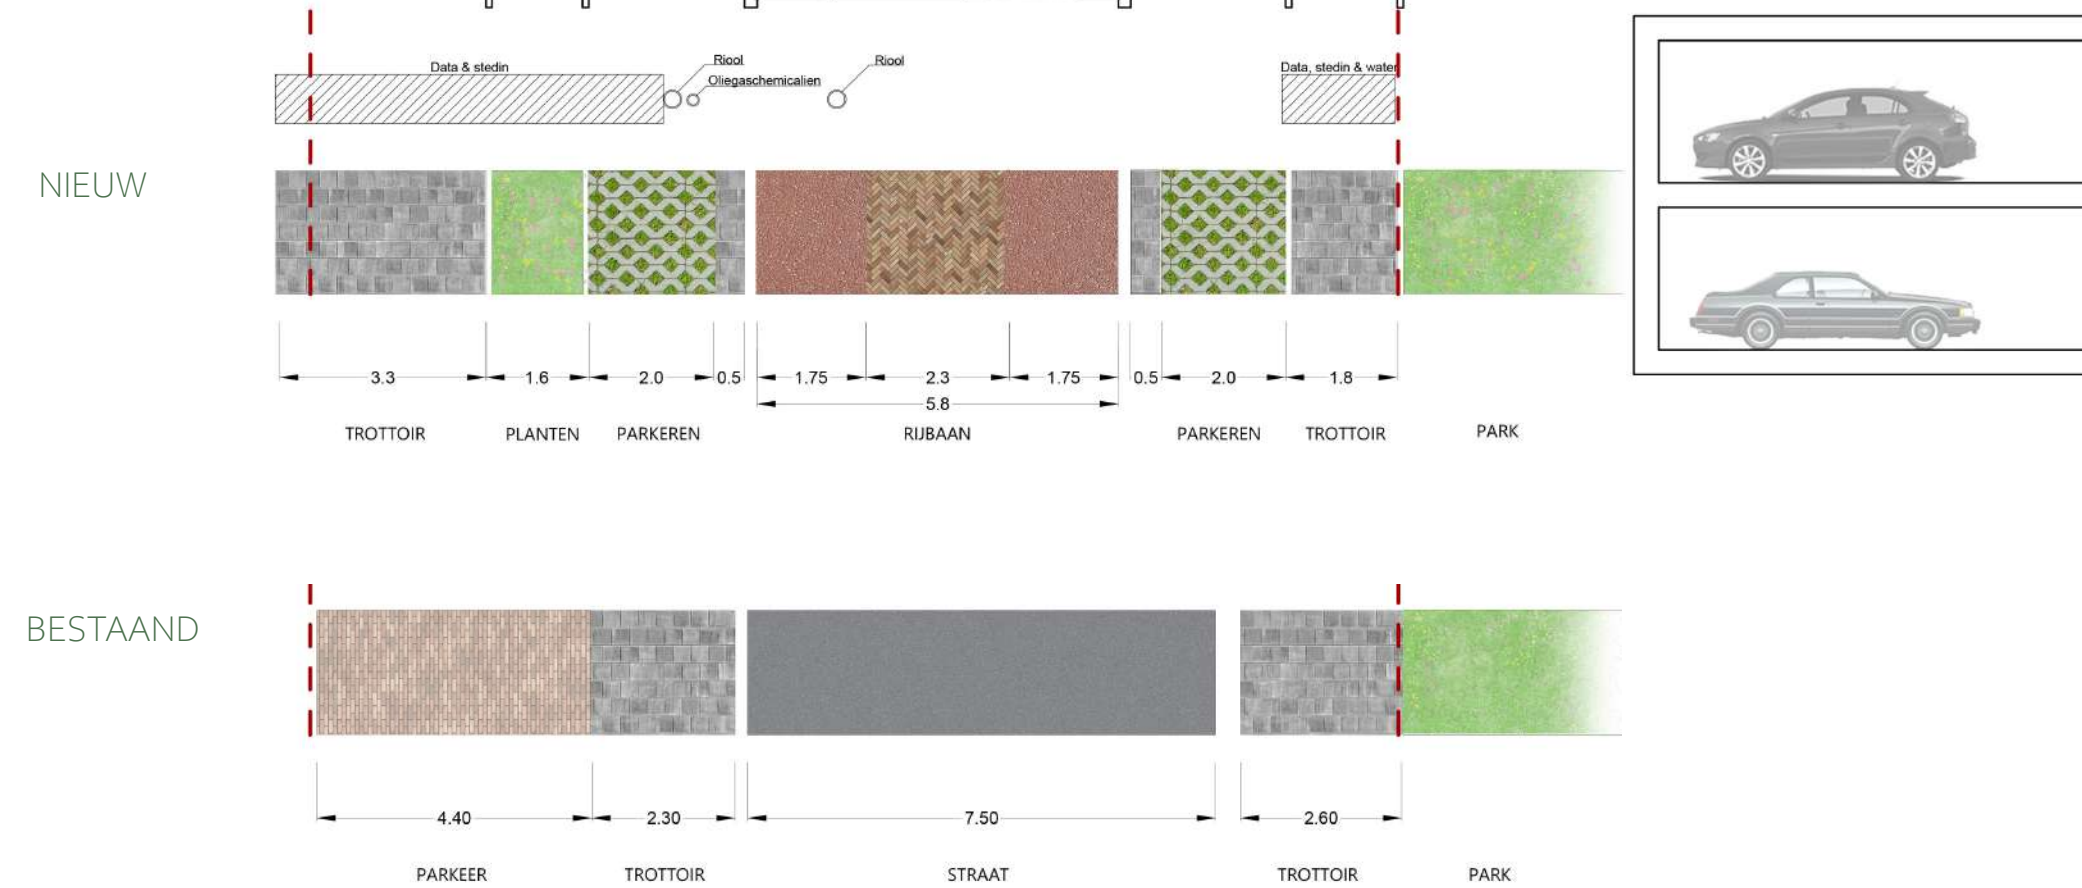 Data & stedin
Riool
Oliegaschemicalien
Riool
Data, stedin & water
NIEUW
3.3 1.6 2.0 0.5 1.75 2.3 1.75 0.5 2.0 1.8
5.8
TROTTOIR PLANTEN PARKEREN RIJBAAN PARKEREN TROTTOIR PARK
BESTAAND
4.40 2.30 7.50 2.60
PARKEER TROTTOIR STRAAT TROTTOIR PARK